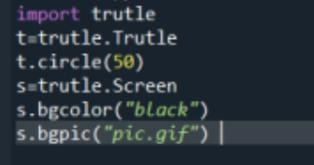 import trutle
t=trutle.Trutle
t.circle(50)
s=trutle.Screen
s.bgcolor("black")
s.bgpic("pic.gif")